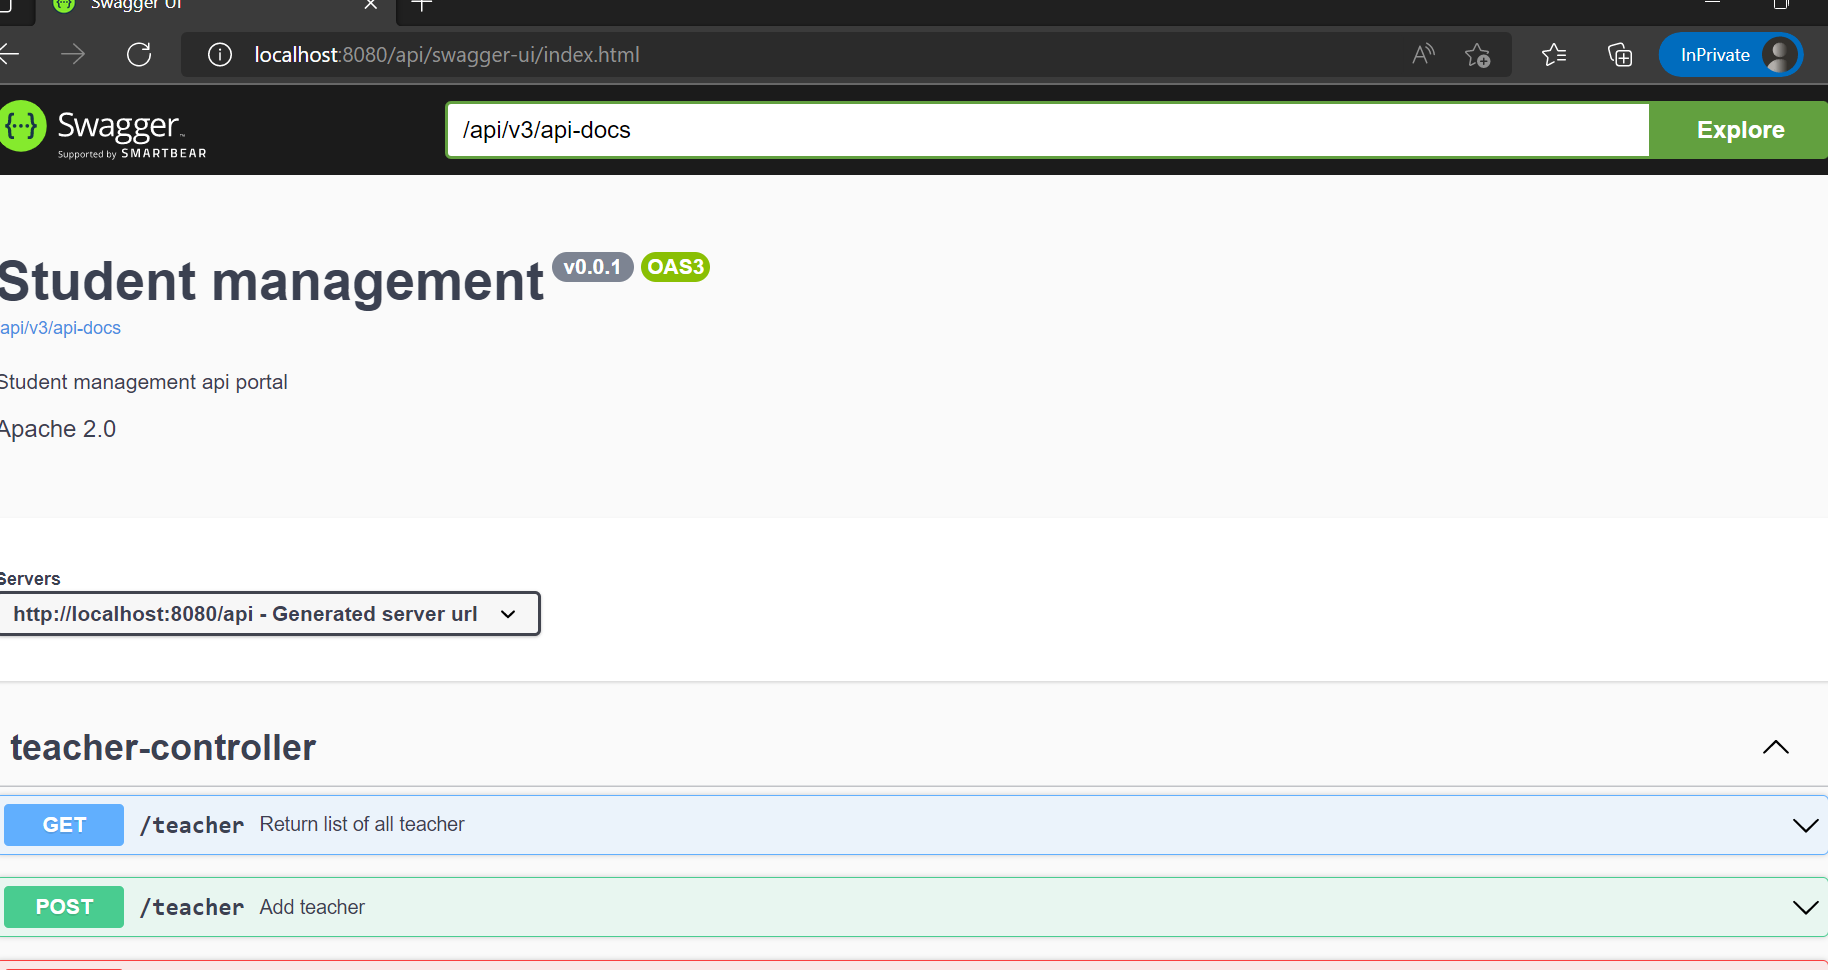 Swagger UI
localhost:8080/api/swagger-ui/index.html
InPrivate
{...} Swagger™
Supported by SMARTBEAR
/api/v3/api-docs
Explore
Student management v0.0.1 OAS3
api/v3/api-docs
Student management api portal
Apache 2.0
Servers
http://localhost:8080/api - Generated server url
teacher-controller
GET /teacher Return list of all teacher
POST /teacher Add teacher